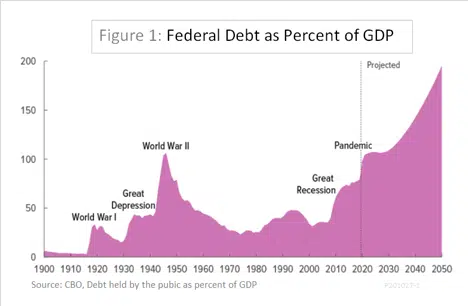 Figure 1: Federal Debt as Percent of GDP
200
Projected
150
World War II
Pandemic
100
Great
Depression
Great
Recession
World War I
50
0
1900 1910 1920 1930 1940 1950 1960 1970 1980 1990 2000 2010 2020 2030 2040 2050
Source: CBO, Debt held by the pubic as percent of GDP